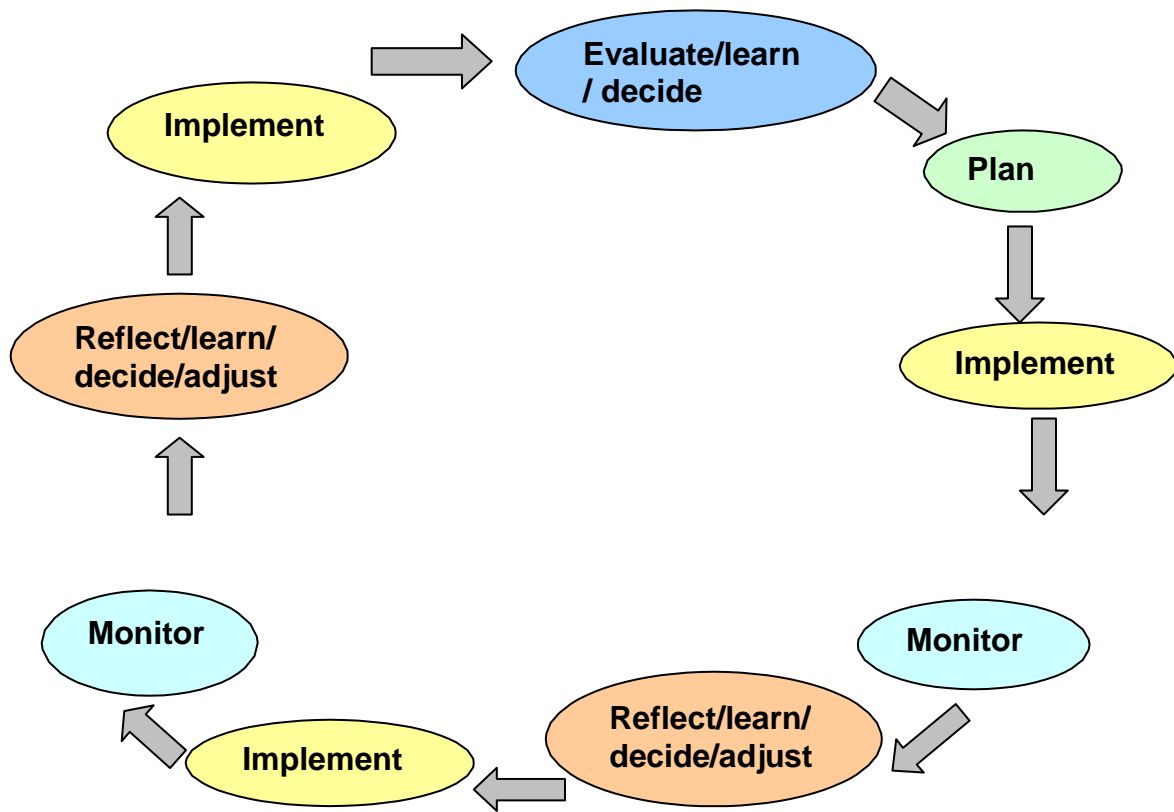 Evaluate/learn
/ decide
Implement
Plan
Reflect/learn/
decide/adjust
Implement
Monitor
Monitor
Reflect/learn/
decide/adjust
Implement